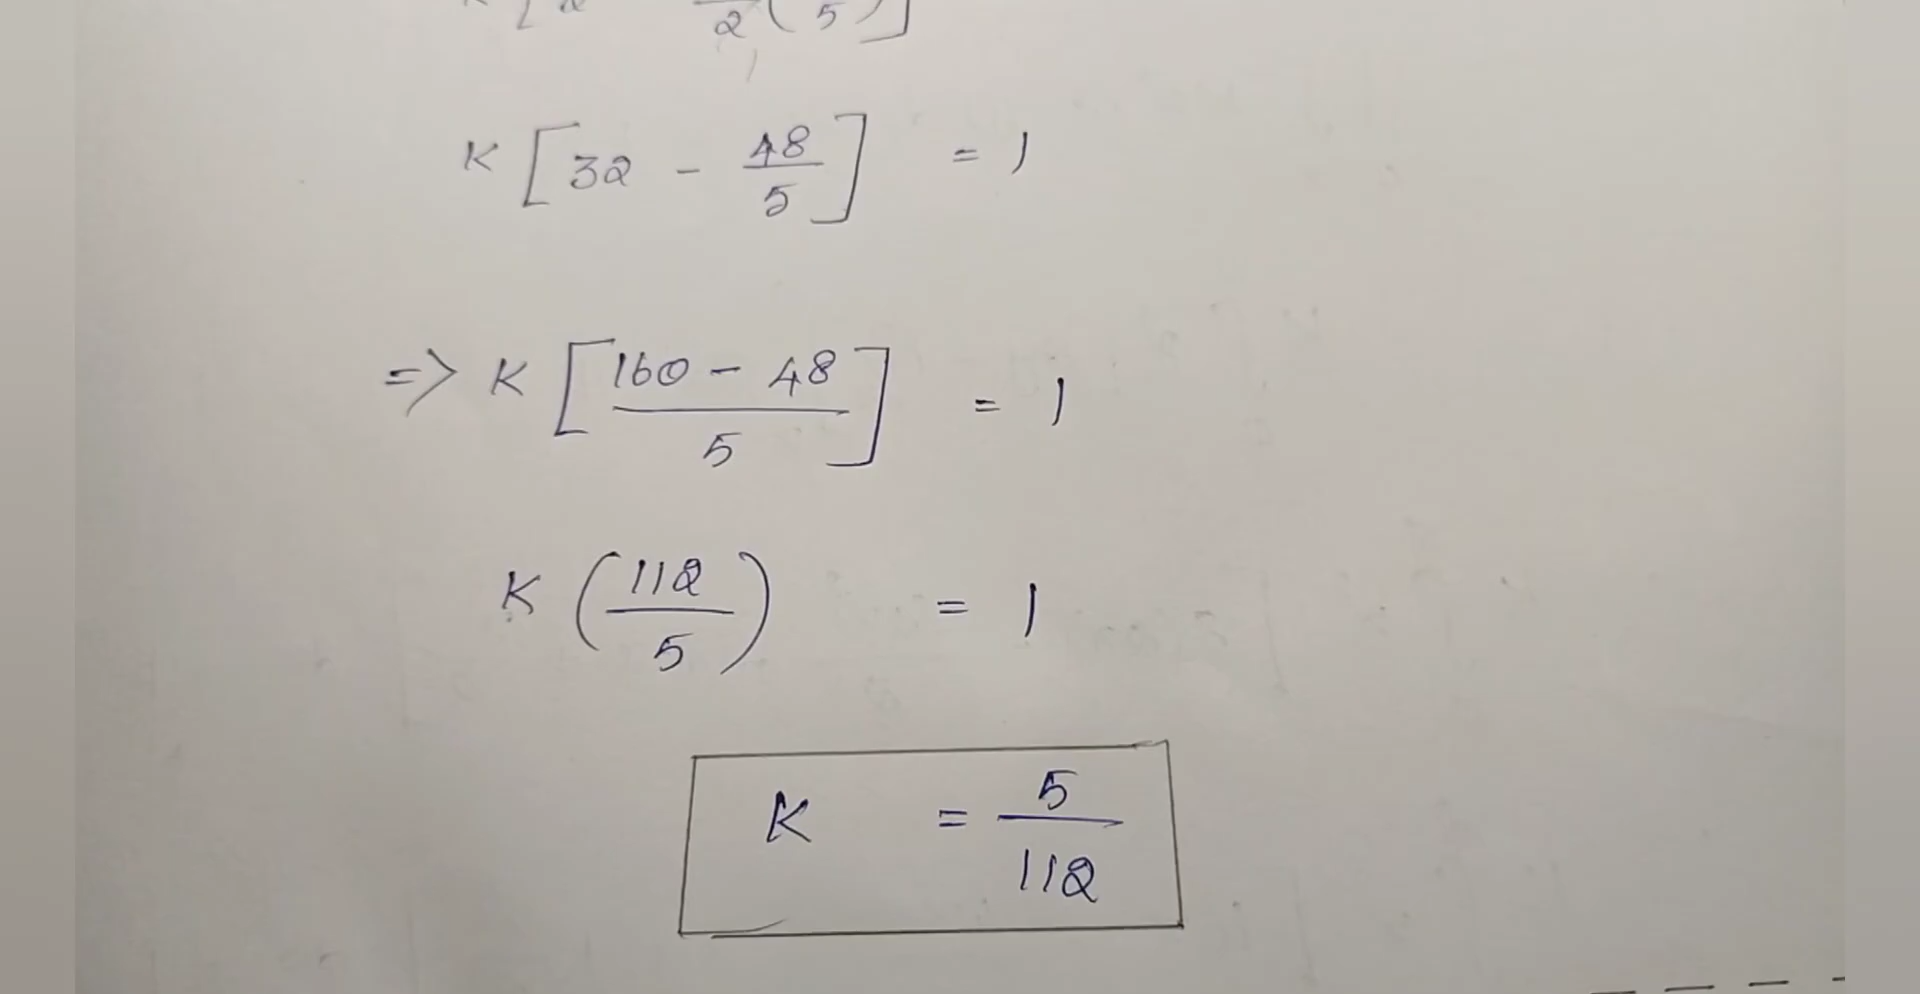 K [ 32 - 48/5 ] = 1
=> K [ (160 - 48)/5 ] = 1
K ( 112/5 ) = 1
K = 5/112